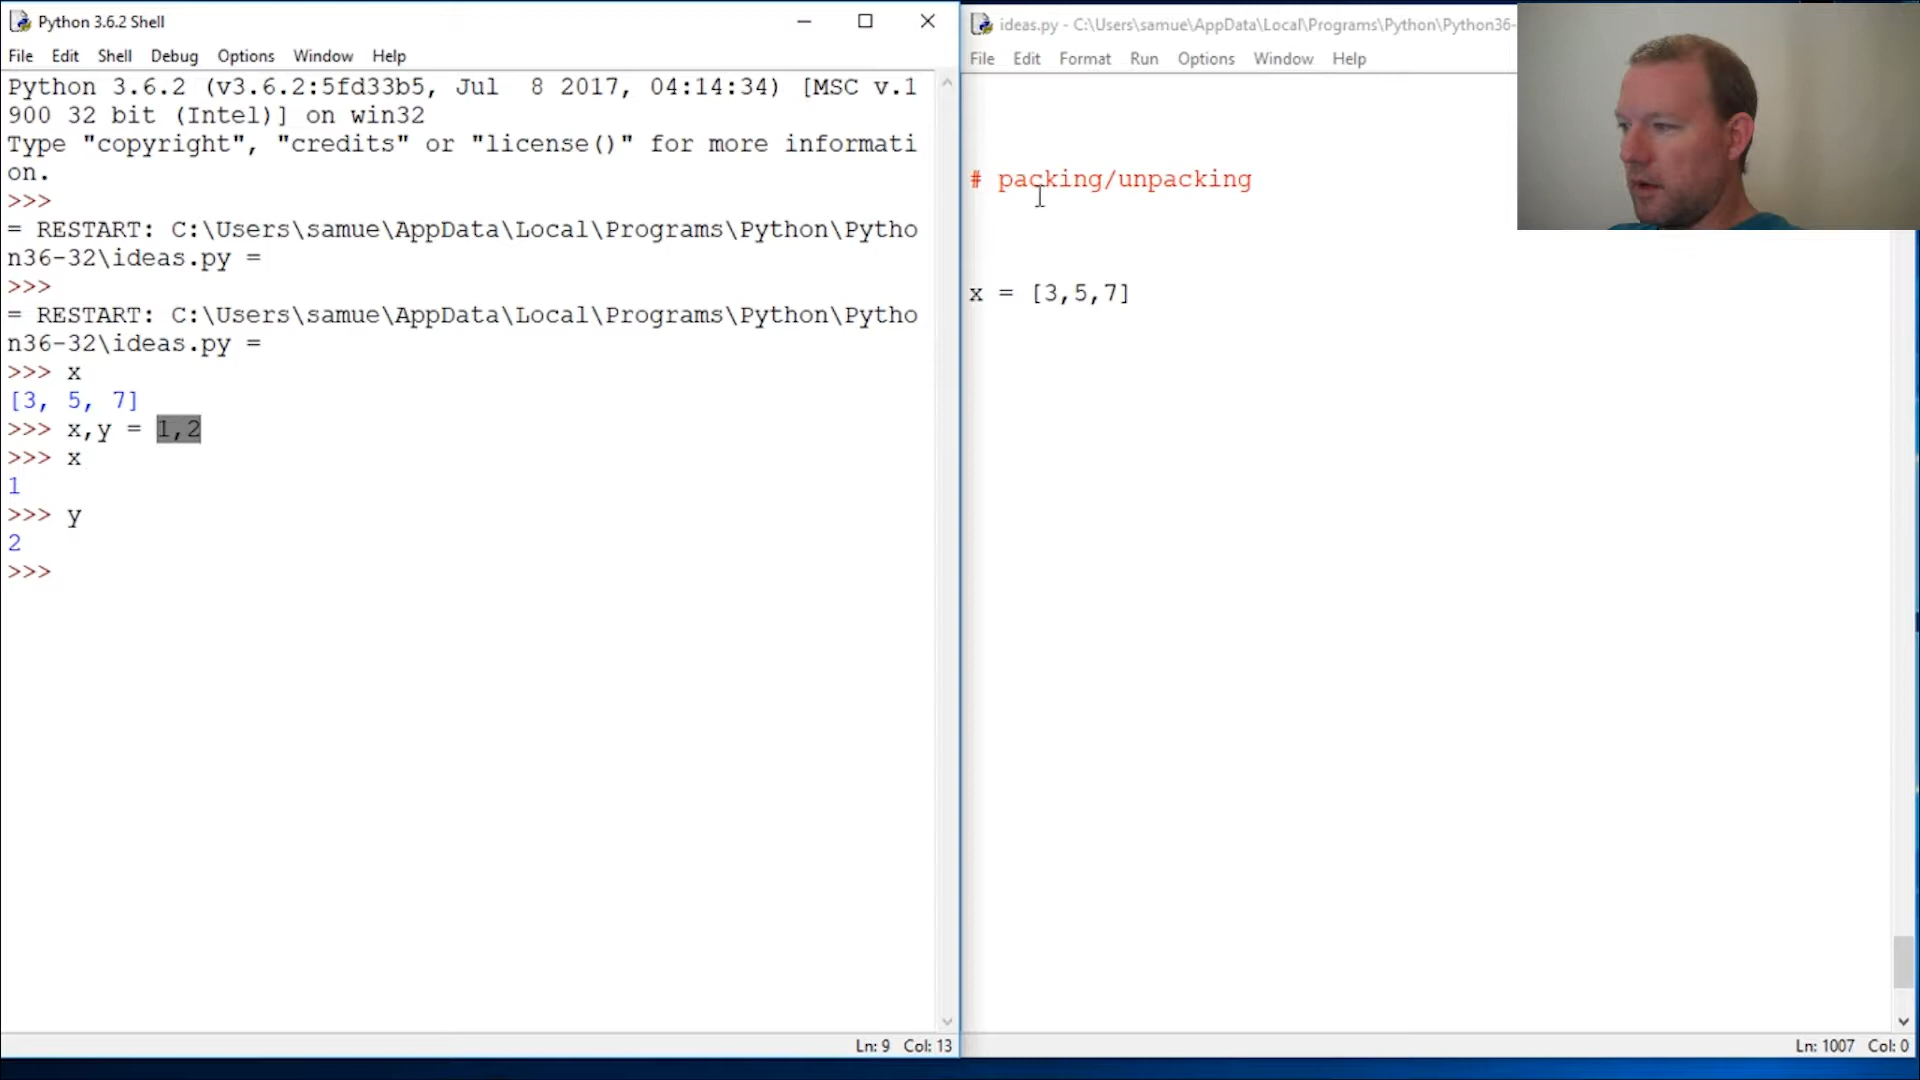 Python 3.6.2 Shell
File Edit Shell Debug Options Window Help
Python 3.6.2 (v3.6.2:5fd33b5, Jul  8 2017, 04:14:34) [MSC v.1
900 32 bit (Intel)] on win32
Type "copyright", "credits" or "license()" for more informati
on.
>>>
= RESTART: C:\Users\samue\AppData\Local\Programs\Python\Pytho
n36-32\ideas.py =
>>>
= RESTART: C:\Users\samue\AppData\Local\Programs\Python\Pytho
n36-32\ideas.py =
>>> x
[3, 5, 7]
>>> x,y = 1,2
>>> x
1
>>> y
2
>>>
Ln: 9 Col: 13
ideas.py - C:\Users\samue\AppData\Local\Programs\Python\Python36-
File Edit Format Run Options Window Help
# packing/unpacking
x = [3,5,7]
Ln: 1007 Col: 0